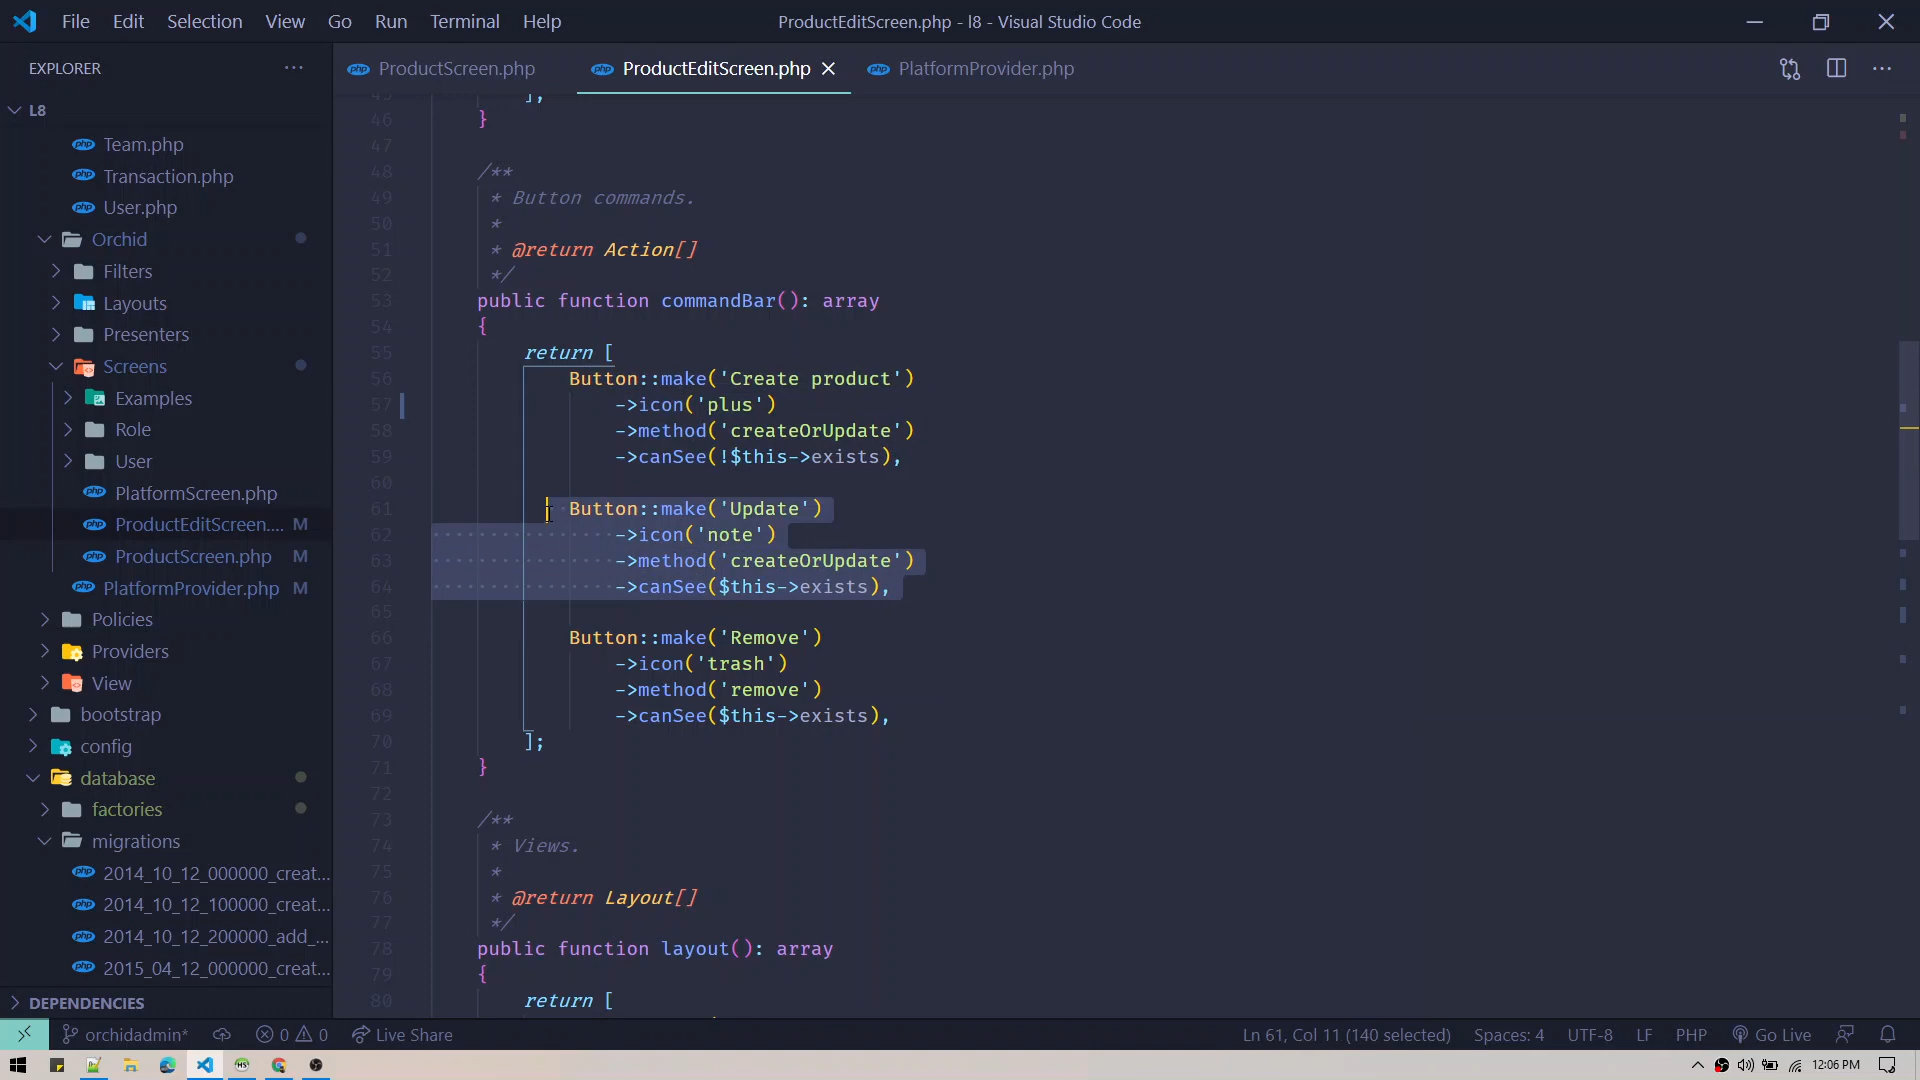 File Edit Selection View Go Run Terminal Help
ProductEditScreen.php - l8 - Visual Studio Code
EXPLORER
ProductScreen.php
ProductEditScreen.php
PlatformProvider.php
L8
Team.php
Transaction.php
User.php
Orchid
Filters
Layouts
Presenters
Screens
Examples
Role
User
PlatformScreen.php
ProductEditScreen.... M
ProductScreen.php M
PlatformProvider.php M
Policies
Providers
View
bootstrap
config
database
factories
migrations
2014_10_12_000000_creat...
2014_10_12_100000_creat...
2014_10_12_200000_add_...
2015_04_12_000000_creat...
DEPENDENCIES
45 ],
46 }
47
48 /**
49 * Button commands.
50 *
51 * @return Action[]
52 */
53 public function commandBar(): array
54 {
55 return [
56 Button::make('Create product')
57 ->icon('plus')
58 ->method('createOrUpdate')
59 ->canSee(!$this->exists),
60
61 Button::make('Update')
62 ->icon('note')
63 ->method('createOrUpdate')
64 ->canSee($this->exists),
65
66 Button::make('Remove')
67 ->icon('trash')
68 ->method('remove')
69 ->canSee($this->exists),
70 ];
71 }
72
73 /**
74 * Views.
75 *
76 * @return Layout[]
77 */
78 public function layout(): array
79 {
80 return [
orchidadmin* 0 0 Live Share
Ln 61, Col 11 (140 selected) Spaces: 4 UTF-8 LF PHP Go Live
12:06 PM